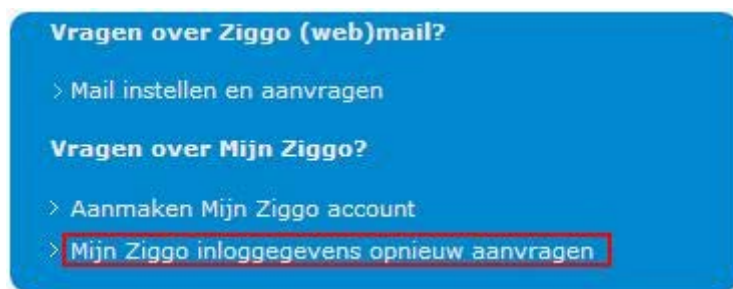 Vragen over Ziggo (web)mail?
> Mail instellen en aanvragen
Vragen over Mijn Ziggo?
> Aanmaken Mijn Ziggo account
> Mijn Ziggo inloggegevens opnieuw aanvragen